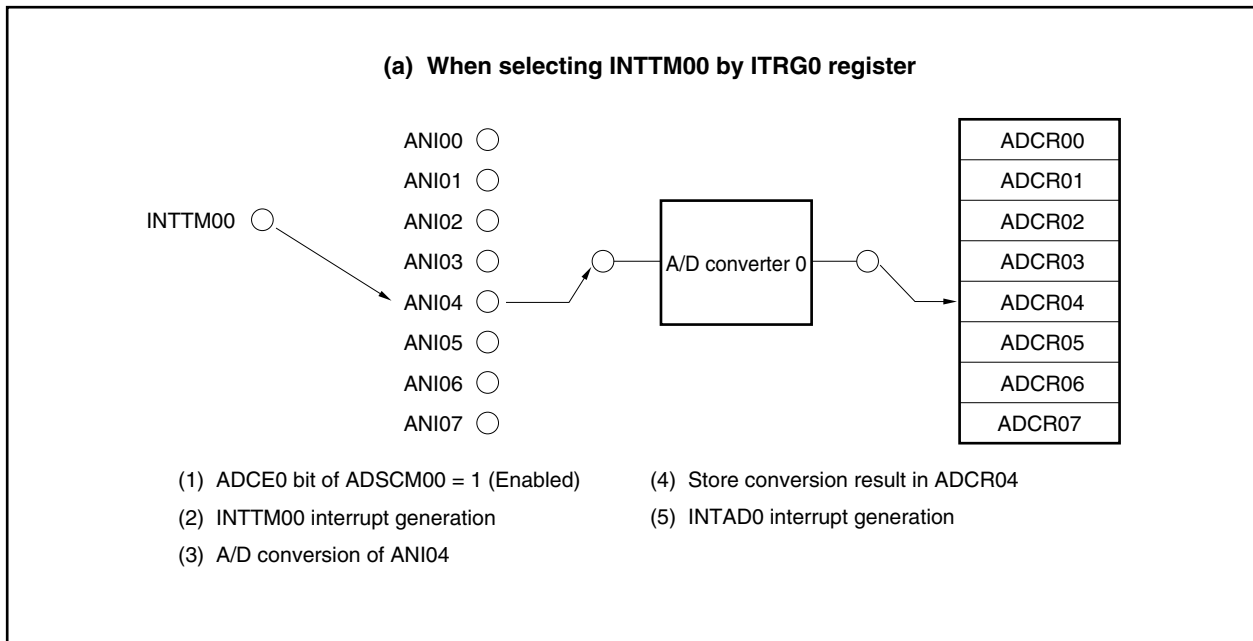 (a) When selecting INTTM00 by ITRG0 register
ANI00
ANI01
ANI02
ANI03
ANI04
ANI05
ANI06
ANI07
INTTM00
A/D converter 0
ADCR00
ADCR01
ADCR02
ADCR03
ADCR04
ADCR05
ADCR06
ADCR07
(1) ADCE0 bit of ADSCM00 = 1 (Enabled)
(2) INTTM00 interrupt generation
(3) A/D conversion of ANI04
(4) Store conversion result in ADCR04
(5) INTAD0 interrupt generation